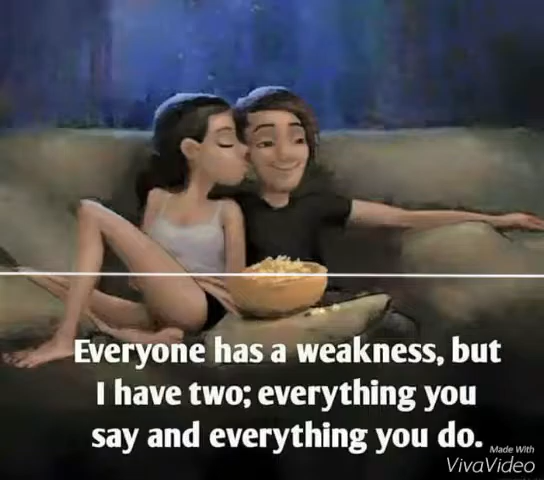 Everyone has a weakness, but
I have two; everything you
say and everything you do.
Made With
VivaVideo